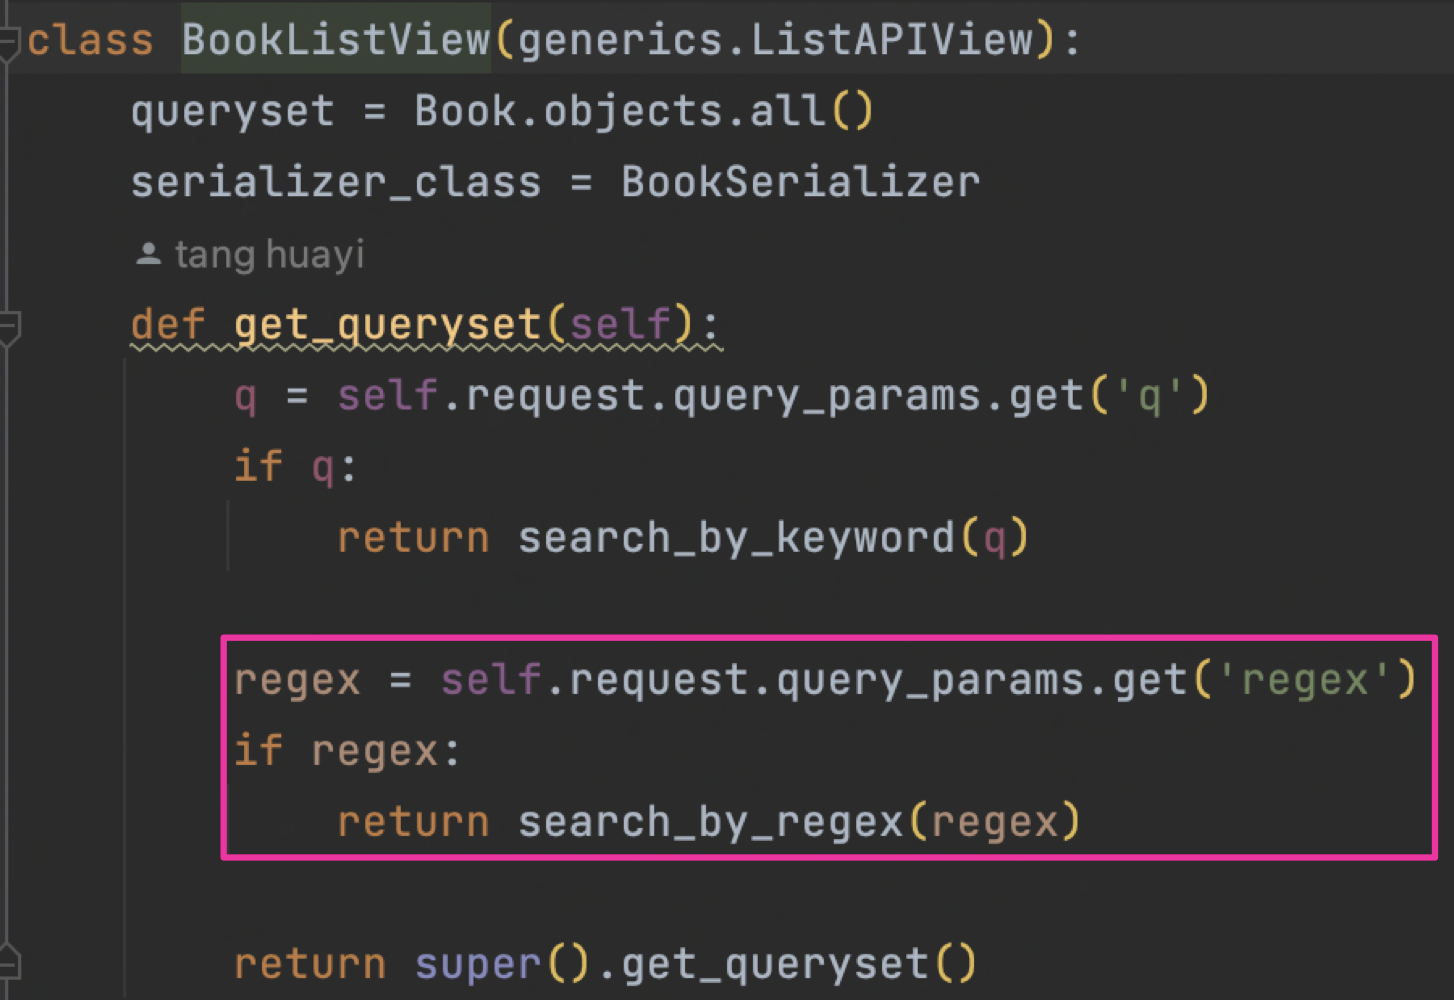 class BookListView(generics.ListAPIView):
    queryset = Book.objects.all()
    serializer_class = BookSerializer
    tang huayi
    def get_queryset(self):
        q = self.request.query_params.get('q')
        if q:
            return search_by_keyword(q)
        regex = self.request.query_params.get('regex')
        if regex:
            return search_by_regex(regex)
        return super().get_queryset()